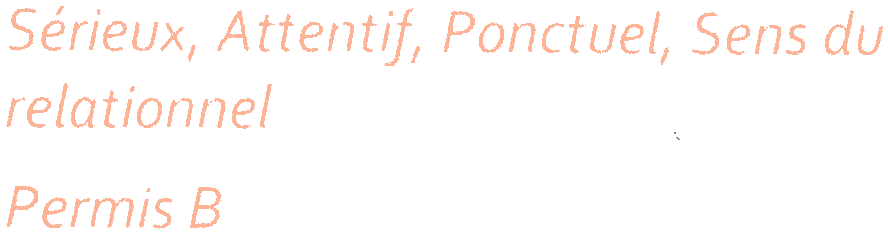 Sérieux, Attentif, Ponctuel, Sens du
relationnel
Permis B